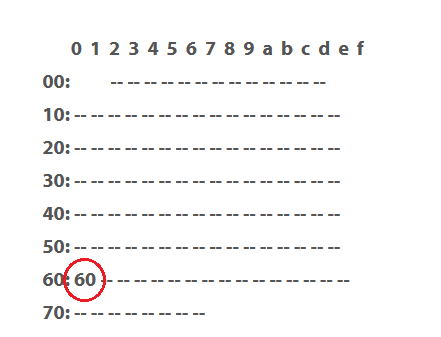 0 1 2 3 4 5 6 7 8 9 a b c d e f
00: -- -- -- -- -- -- -- -- -- -- -- -- --
10: -- -- -- -- -- -- -- -- -- -- -- -- -- -- -- --
20: -- -- -- -- -- -- -- -- -- -- -- -- -- -- -- --
30: -- -- -- -- -- -- -- -- -- -- -- -- -- -- -- --
40: -- -- -- -- -- -- -- -- -- -- -- -- -- -- -- --
50: -- -- -- -- -- -- -- -- -- -- -- -- -- -- -- --
60: 60 -- -- -- -- -- -- -- -- -- -- -- -- -- -- --
70: -- -- -- -- -- -- -- --